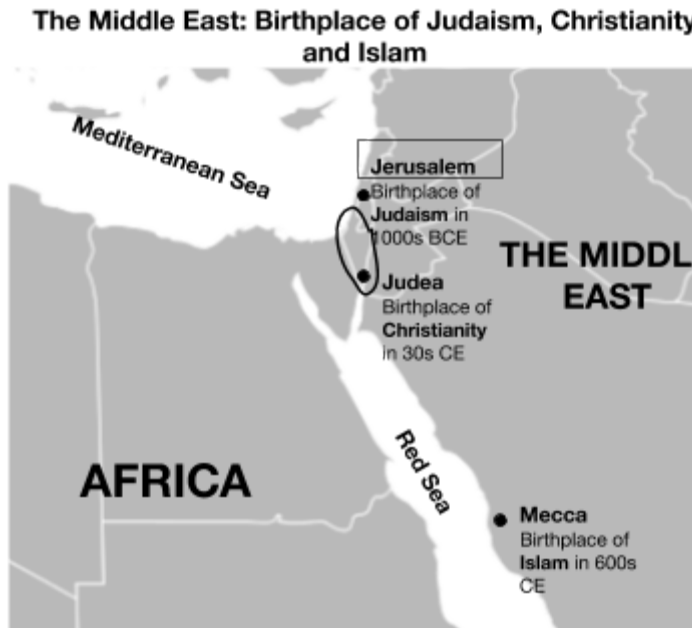 The Middle East: Birthplace of Judaism, Christianity
and Islam
Mediterranean Sea
Jerusalem
Birthplace of
Judaism in
1000s BCE
THE MIDDL
EAST
Judea
Birthplace of
Christianity
in 30s CE
AFRICA
Red Sea
Mecca
Birthplace of
Islam in 600s
CE